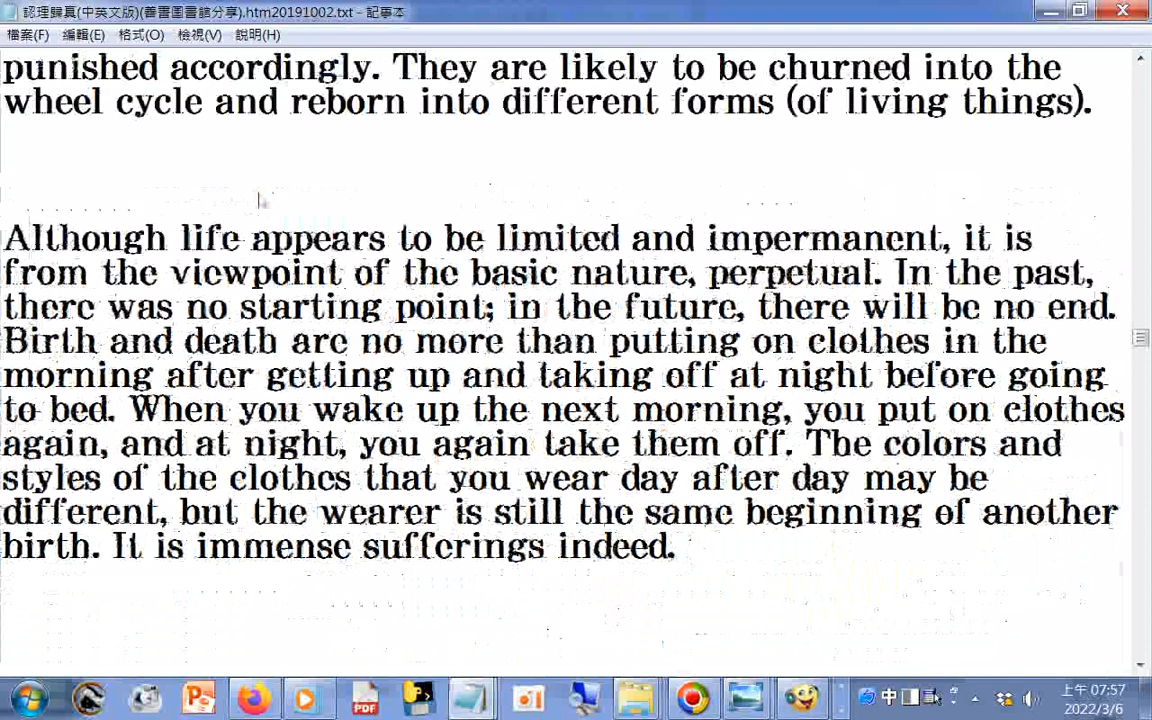 認理歸真(中英文版)(善書圖書館分享).htm20191002.txt - 記事本
檔案(F) 編輯(E) 格式(O) 檢視(V) 說明(H)
punished accordingly. They are likely to be churned into the
wheel cycle and reborn into different forms (of living things).
Although life appears to be limited and impermanent, it is
from the viewpoint of the basic nature, perpetual. In the past,
there was no starting point; in the future, there will be no end.
Birth and death are no more than putting on clothes in the
morning after getting up and taking off at night before going
to bed. When you wake up the next morning, you put on clothes
again, and at night, you again take them off. The colors and
styles of the clothes that you wear day after day may be
different, but the wearer is still the same beginning of another
birth. It is immense sufferings indeed.
PDF
中
上午 07:57
2022/3/6